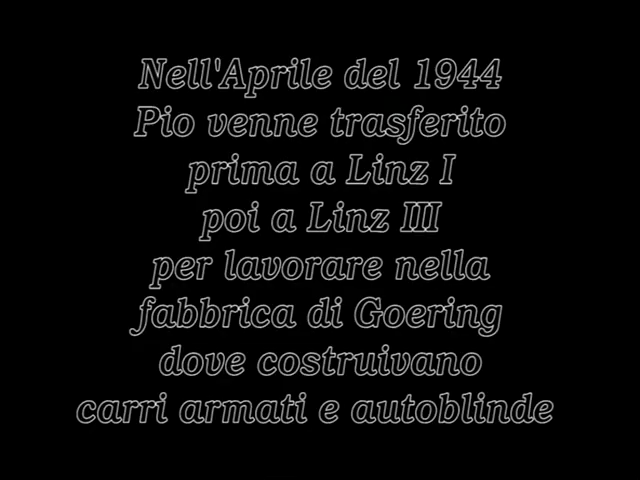 Nell'Aprile del 1944
Pio venne trasferito
prima a Linz I
poi a Linz III
per lavorare nella
fabbrica di Goering
dove costruivano
carri armati e autoblinde